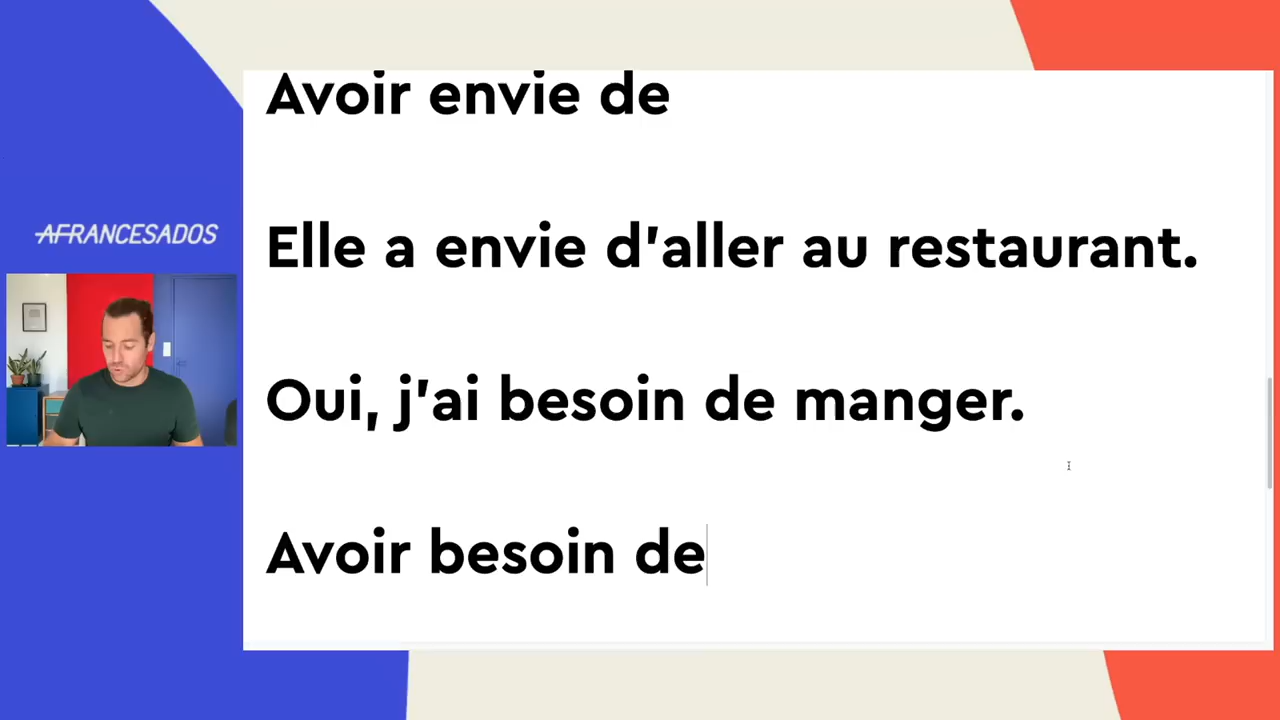 Avoir envie de
AFRANCESADOS
Elle a envie d'aller au restaurant.
Oui, j'ai besoin de manger.
Avoir besoin de